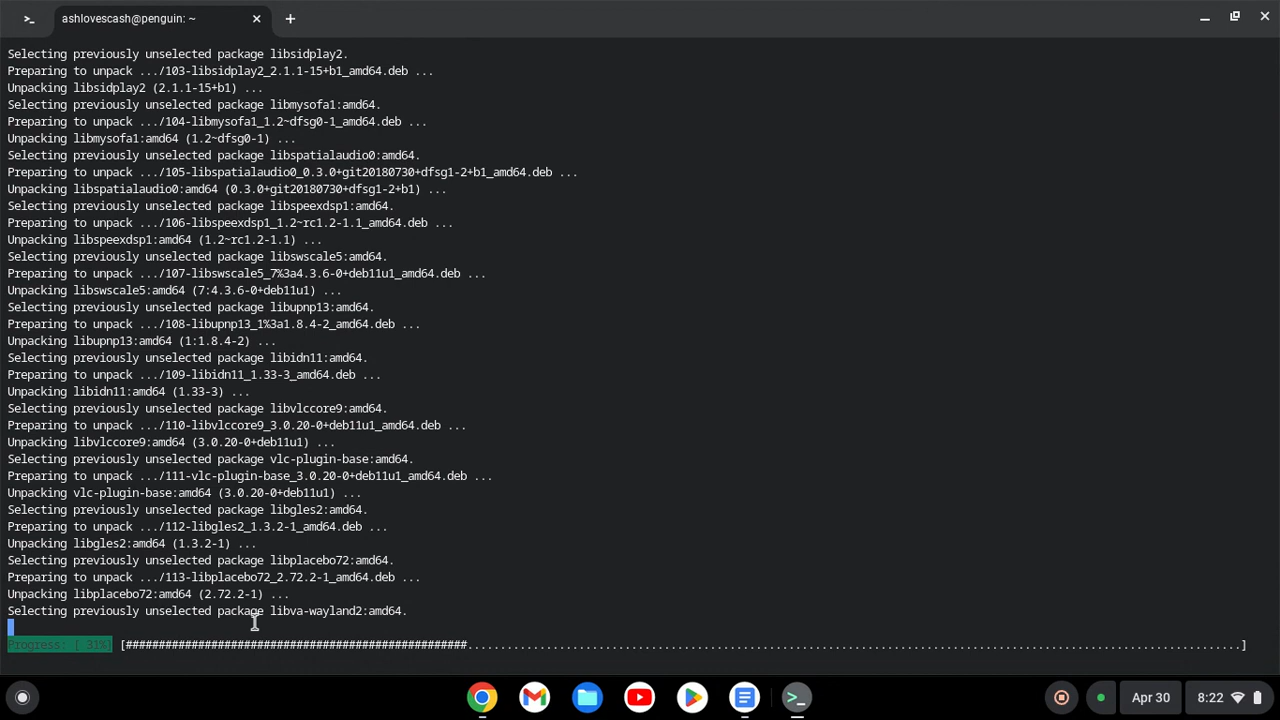 ashlovescash@penguin: ~
Selecting previously unselected package libsidplay2.
Preparing to unpack .../103-libsidplay2_2.1.1-15+b1_amd64.deb ...
Unpacking libsidplay2 (2.1.1-15+b1) ...
Selecting previously unselected package libmysofa1:amd64.
Preparing to unpack .../104-libmysofa1_1.2~dfsg0-1_amd64.deb ...
Unpacking libmysofa1:amd64 (1.2~dfsg0-1) ...
Selecting previously unselected package libspatialaudio0:amd64.
Preparing to unpack .../105-libspatialaudio0_0.3.0+git20180730+dfsg1-2+b1_amd64.deb ...
Unpacking libspatialaudio0:amd64 (0.3.0+git20180730+dfsg1-2+b1) ...
Selecting previously unselected package libspeexdsp1:amd64.
Preparing to unpack .../106-libspeexdsp1_1.2~rc1.2-1.1_amd64.deb ...
Unpacking libspeexdsp1:amd64 (1.2~rc1.2-1.1) ...
Selecting previously unselected package libswscale5:amd64.
Preparing to unpack .../107-libswscale5_7%3a4.3.6-0+deb11u1_amd64.deb ...
Unpacking libswscale5:amd64 (7:4.3.6-0+deb11u1) ...
Selecting previously unselected package libupnp13:amd64.
Preparing to unpack .../108-libupnp13_1%3a1.8.4-2_amd64.deb ...
Unpacking libupnp13:amd64 (1:1.8.4-2) ...
Selecting previously unselected package libidn11:amd64.
Preparing to unpack .../109-libidn11_1.33-3_amd64.deb ...
Unpacking libidn11:amd64 (1.33-3) ...
Selecting previously unselected package libvlccore9:amd64.
Preparing to unpack .../110-libvlccore9_3.0.20-0+deb11u1_amd64.deb ...
Unpacking libvlccore9:amd64 (3.0.20-0+deb11u1) ...
Selecting previously unselected package vlc-plugin-base:amd64.
Preparing to unpack .../111-vlc-plugin-base_3.0.20-0+deb11u1_amd64.deb ...
Unpacking vlc-plugin-base:amd64 (3.0.20-0+deb11u1) ...
Selecting previously unselected package libgles2:amd64.
Preparing to unpack .../112-libgles2_1.3.2-1_amd64.deb ...
Unpacking libgles2:amd64 (1.3.2-1) ...
Selecting previously unselected package libplacebo72:amd64.
Preparing to unpack .../113-libplacebo72_2.72.2-1_amd64.deb ...
Unpacking libplacebo72:amd64 (2.72.2-1) ...
Selecting previously unselected package libva-wayland2:amd64.
Progress: [ 31%] [####################################################......................................................................................................................]
Apr 30 8:22